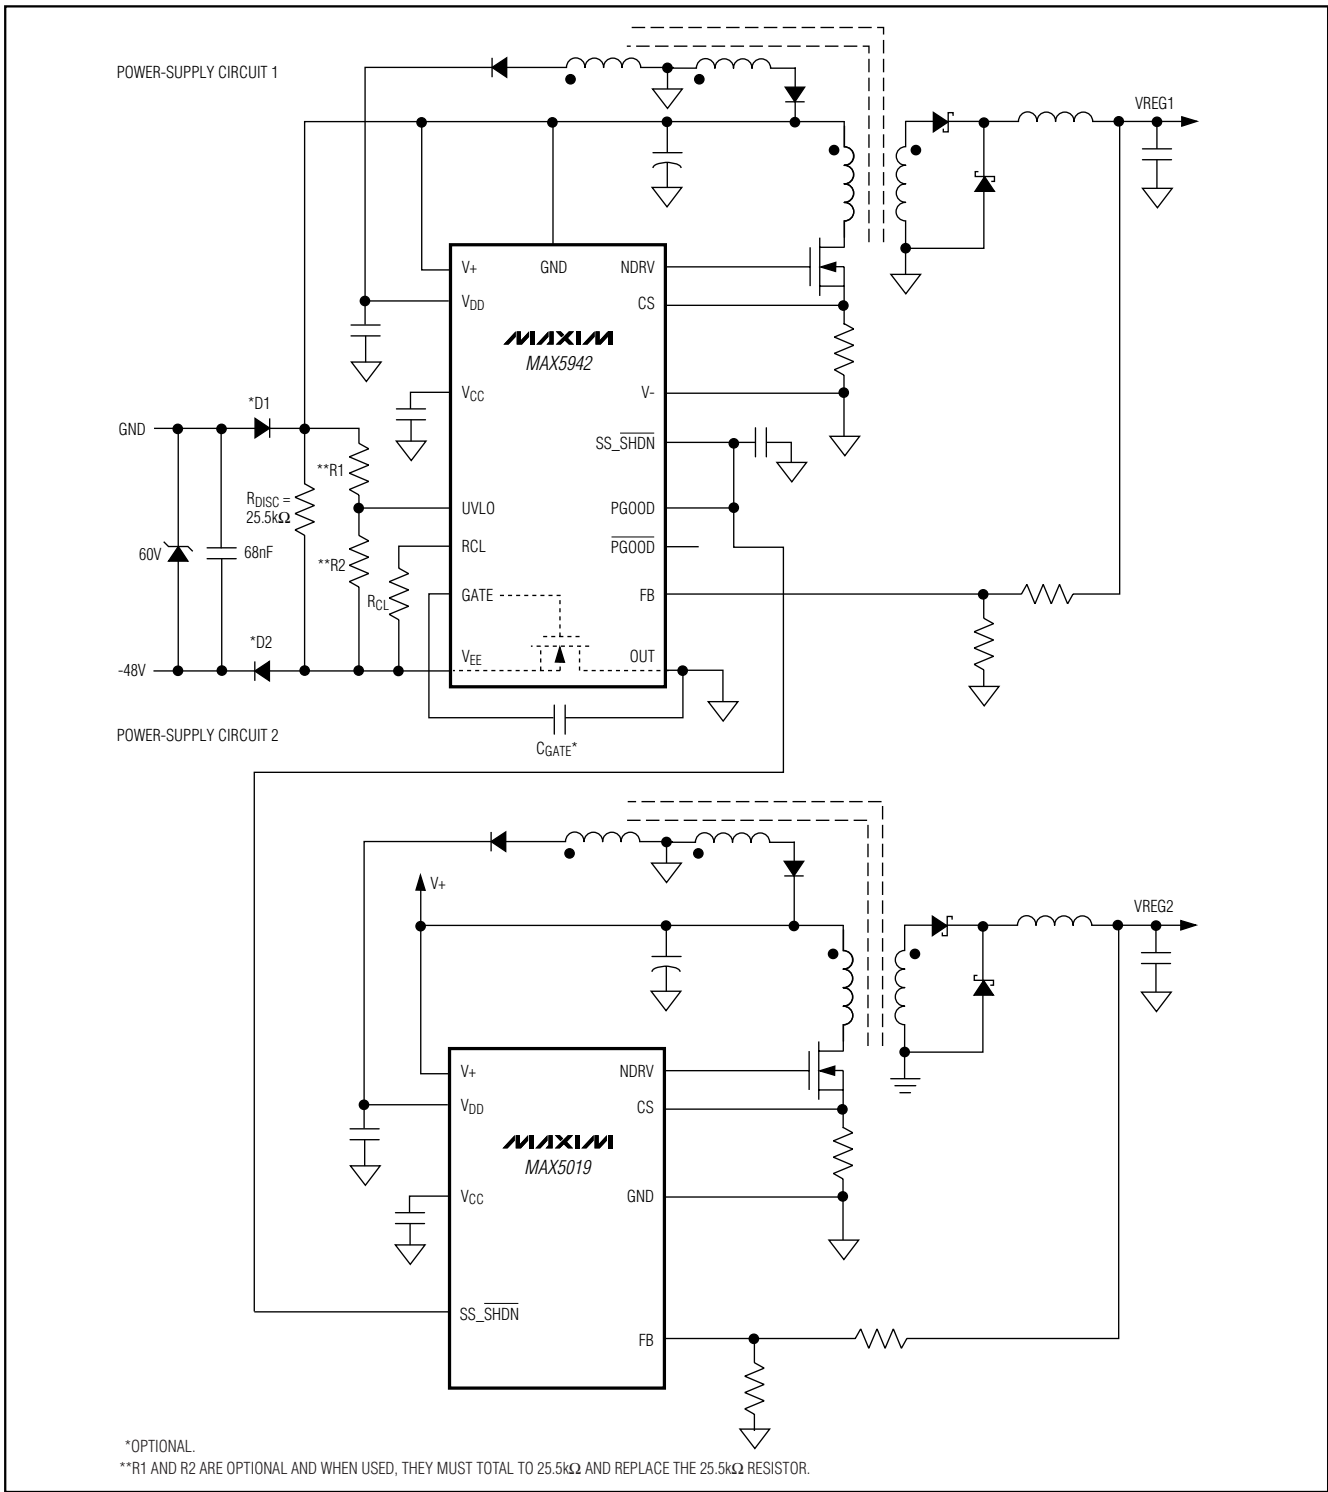 POWER-SUPPLY CIRCUIT 1
VREG1
V+
GND
NDRV
VDD
CS
MAXIM
MAX5942
VCC
V-
*D1
GND
SS_SHDN
**R1
RDISC =
25.5kΩ
UVLO
PGOOD
60V
68nF
**R2
RCL
PGOOD
RCL
GATE
FB
*D2
-48V
VEE
OUT
CGATE*
POWER-SUPPLY CIRCUIT 2
V+
VREG2
V+
NDRV
VDD
CS
MAXIM
MAX5019
VCC
GND
SS_SHDN
FB
*OPTIONAL.
**R1 AND R2 ARE OPTIONAL AND WHEN USED, THEY MUST TOTAL TO 25.5kΩ AND REPLACE THE 25.5kΩ RESISTOR.